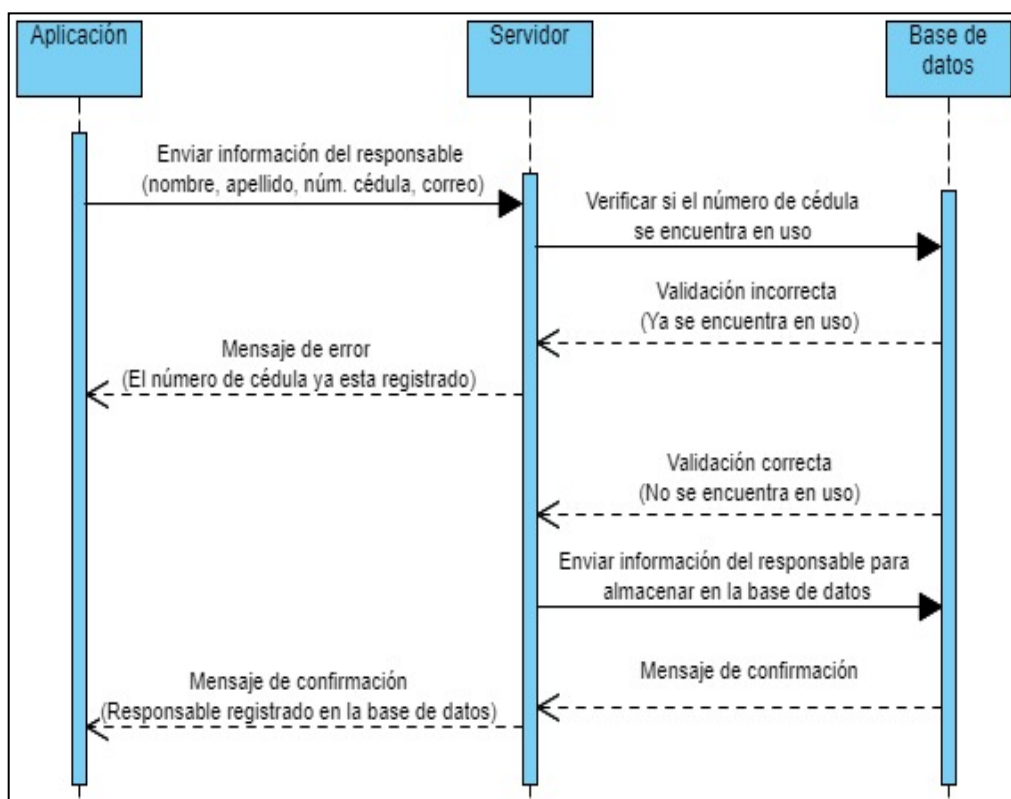 Aplicación
Servidor
Base de
datos
Enviar información del responsable
(nombre, apellido, núm. cédula, correo)
Verificar si el número de cédula
se encuentra en uso
Validación incorrecta
(Ya se encuentra en uso)
Mensaje de error
(El número de cédula ya esta registrado)
Validación correcta
(No se encuentra en uso)
Enviar información del responsable para
almacenar en la base de datos
Mensaje de confirmación
Mensaje de confirmación
(Responsable registrado en la base de datos)